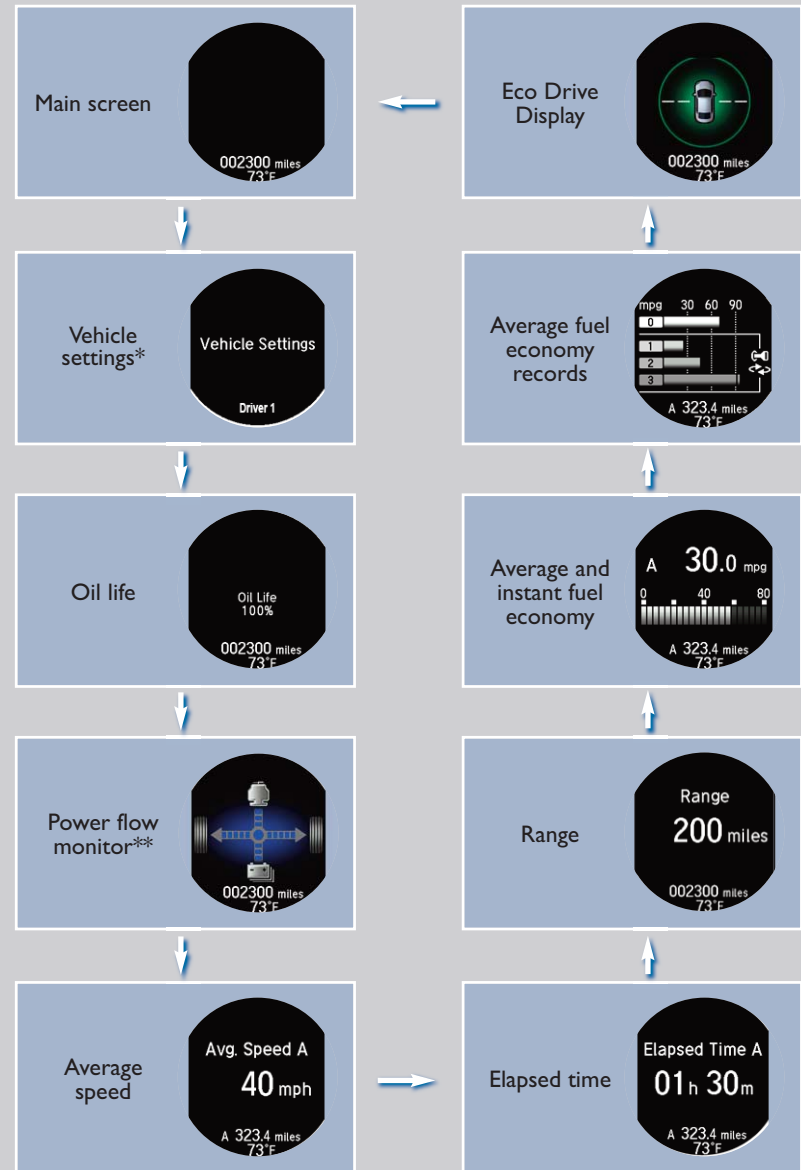 Main screen
002300 miles
73°F
Eco Drive
Display
002300 miles
73°F
Vehicle
settings*
Vehicle Settings
Driver 1
Average fuel
economy
records
mpg 30 60 90
0
1
2
3
A 323.4 miles
73°F
Oil life
Oil Life
100%
002300 miles
73°F
Average and
instant fuel
economy
A 30.0 mpg
0 40 80
A 323.4 miles
73°F
Power flow
monitor**
002300 miles
73°F
Range
Range
200 miles
002300 miles
73°F
Average
speed
Avg. Speed A
40 mph
A 323.4 miles
73°F
Elapsed time
Elapsed Time A
01h 30m
A 323.4 miles
73°F